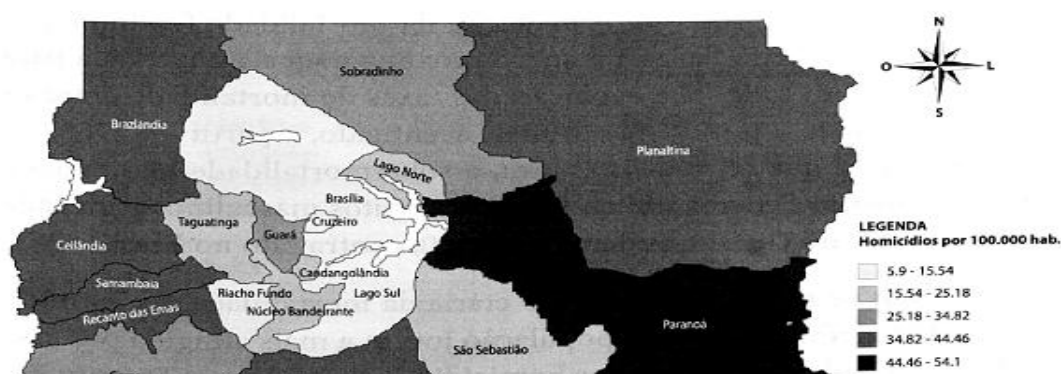 N
O L
S
Sobradinho
Brazlândia
Planaltina
Lago Norte
Brasília
Taguatinga
Cruzeiro
Guará
Ceilândia
Candangolândia
Samambaia
Riacho Fundo
Lago Sul
Recanto das Emas
Núcleo Bandeirante
Paranoá
São Sebastião
LEGENDA
Homicídios por 100.000 hab.
5.9 - 15.54
15.54 - 25.18
25.18 - 34.82
34.82 - 44.46
44.46 - 54.1